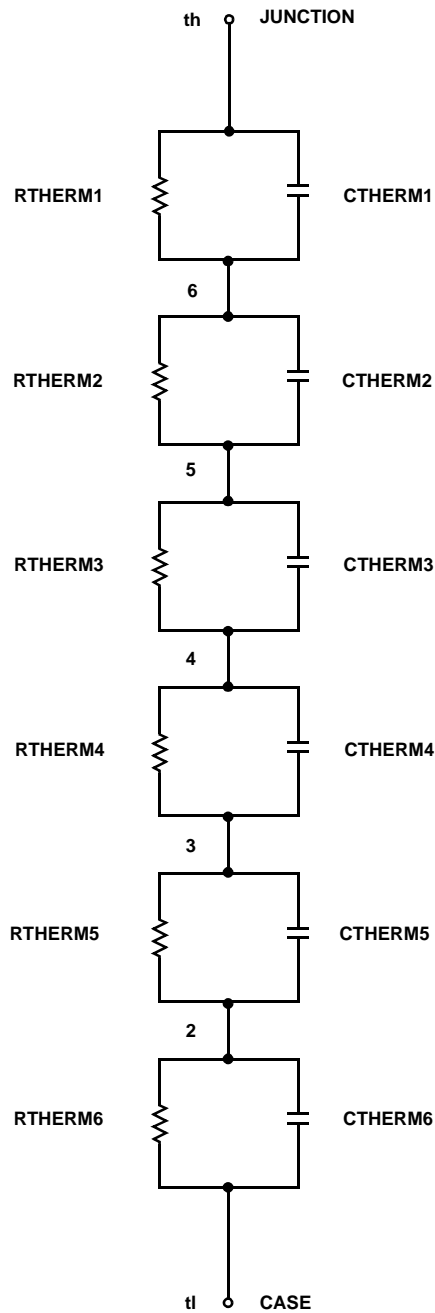 th JUNCTION
RTHERM1 CTHERM1
6
RTHERM2 CTHERM2
5
RTHERM3 CTHERM3
4
RTHERM4 CTHERM4
3
RTHERM5 CTHERM5
2
RTHERM6 CTHERM6
tl CASE